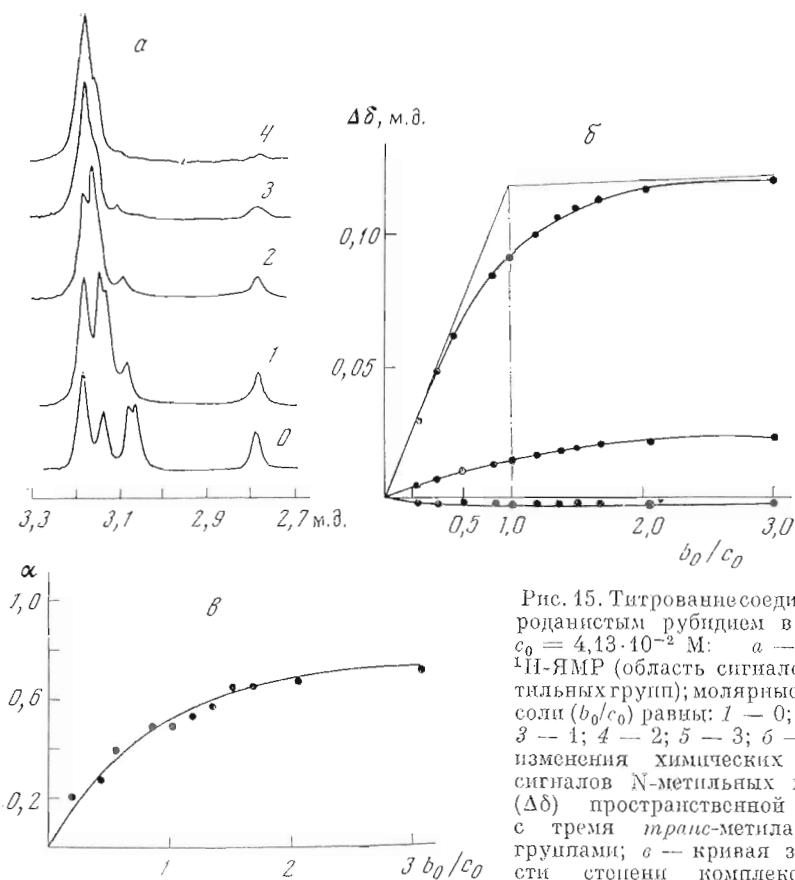 а
4
3
2
1
0
3,3 3,1 2,9 2,7 м.д.
Δδ, м.д.
б
0,10
0,05
0,5 1,0 2,0 3,0
b₀/c₀
α
в
1,0
0,6
0,2
1 2 3 b₀/c₀
Рис. 15. Титрование соеди
роданистым рубидием в
c₀ = 4,13·10⁻² М: а —
¹Н-ЯМР (область сигнало
тильных групп); молярные
соли (b₀/c₀) равны: 1 — 0;
3 — 1; 4 — 2; 5 — 3; б —
изменения химических
сигналов N-метильных
(Δδ) пространственной
с тремя транс-метила
группами; в — кривая з
сти степени комплекс